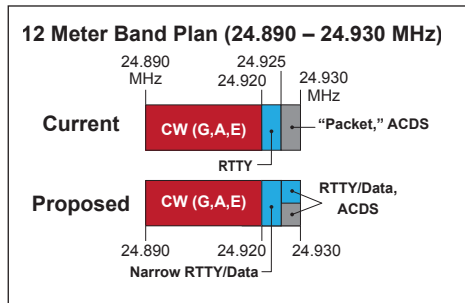 12 Meter Band Plan (24.890 – 24.930 MHz)
24.890 MHz
24.920
24.925
24.930 MHz
Current
CW (G,A,E)
"Packet," ACDS
RTTY
Proposed
CW (G,A,E)
RTTY/Data,
ACDS
24.890
24.920
24.930
Narrow RTTY/Data